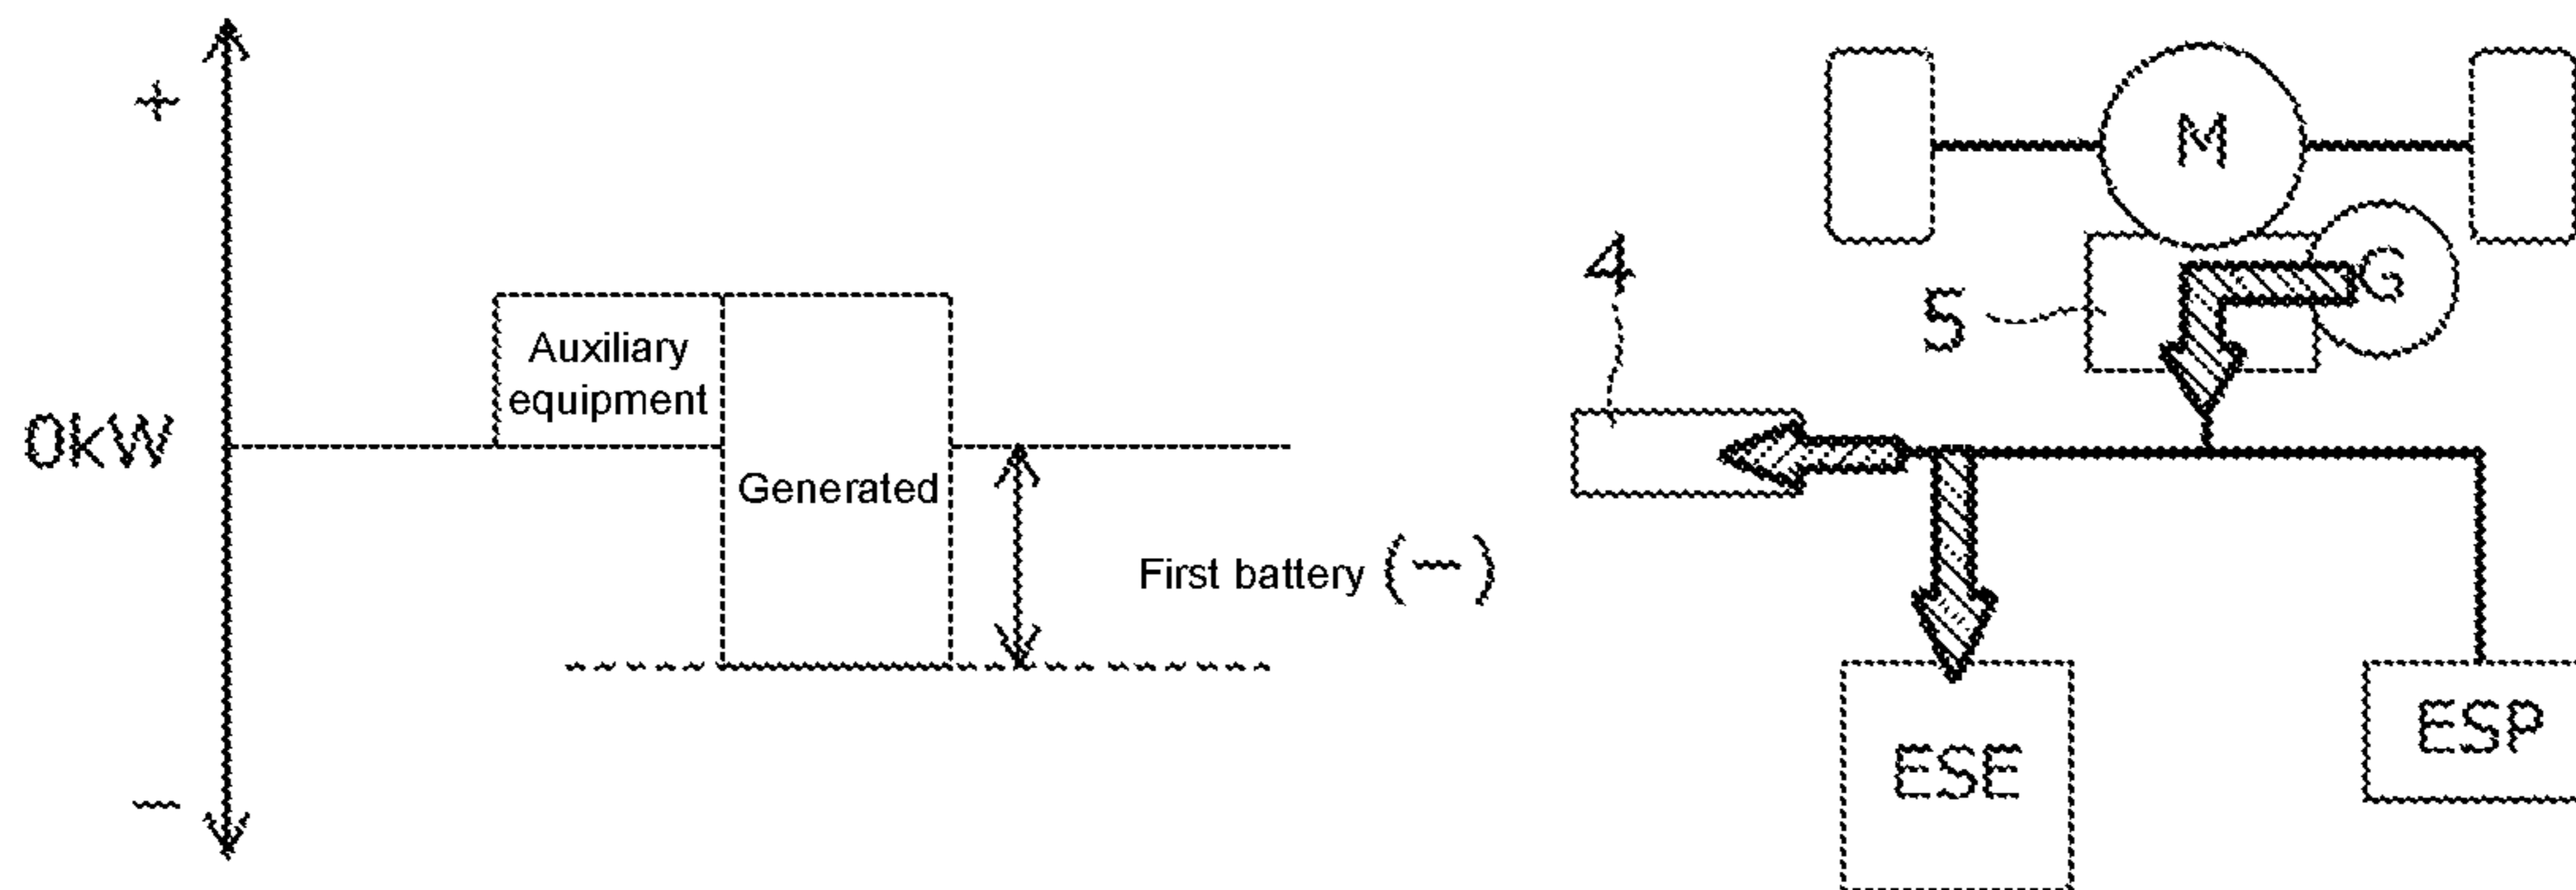 +
0kW
Auxiliary
equipment
Generated
First battery (−)
−
M
G
4
5
ESE
ESP